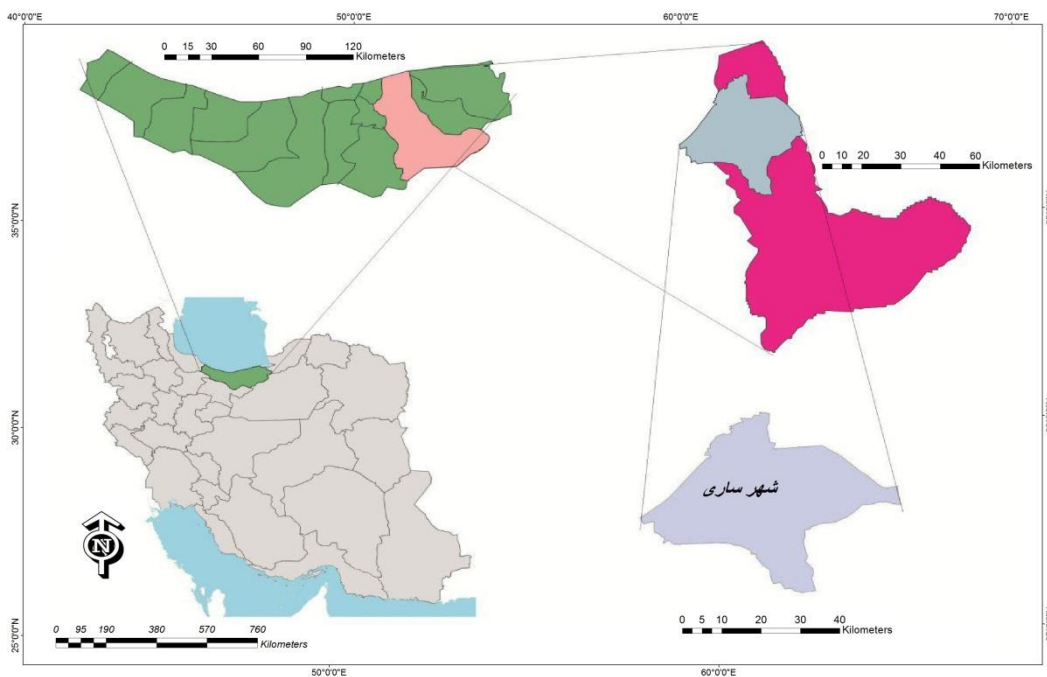 40°0'0"E 50°0'0"E 60°0'0"E 70°0'0"E
0 15 30 60 90 120
Kilometers
0 5 10 20 30 40 60
Kilometers
35°0'0"N
30°0'0"N
25°0'0"N
شهر ساری
N
0 95 190 380 570 760
Kilometers
0 5 10 20 30 40
Kilometers
50°0'0"E 60°0'0"E